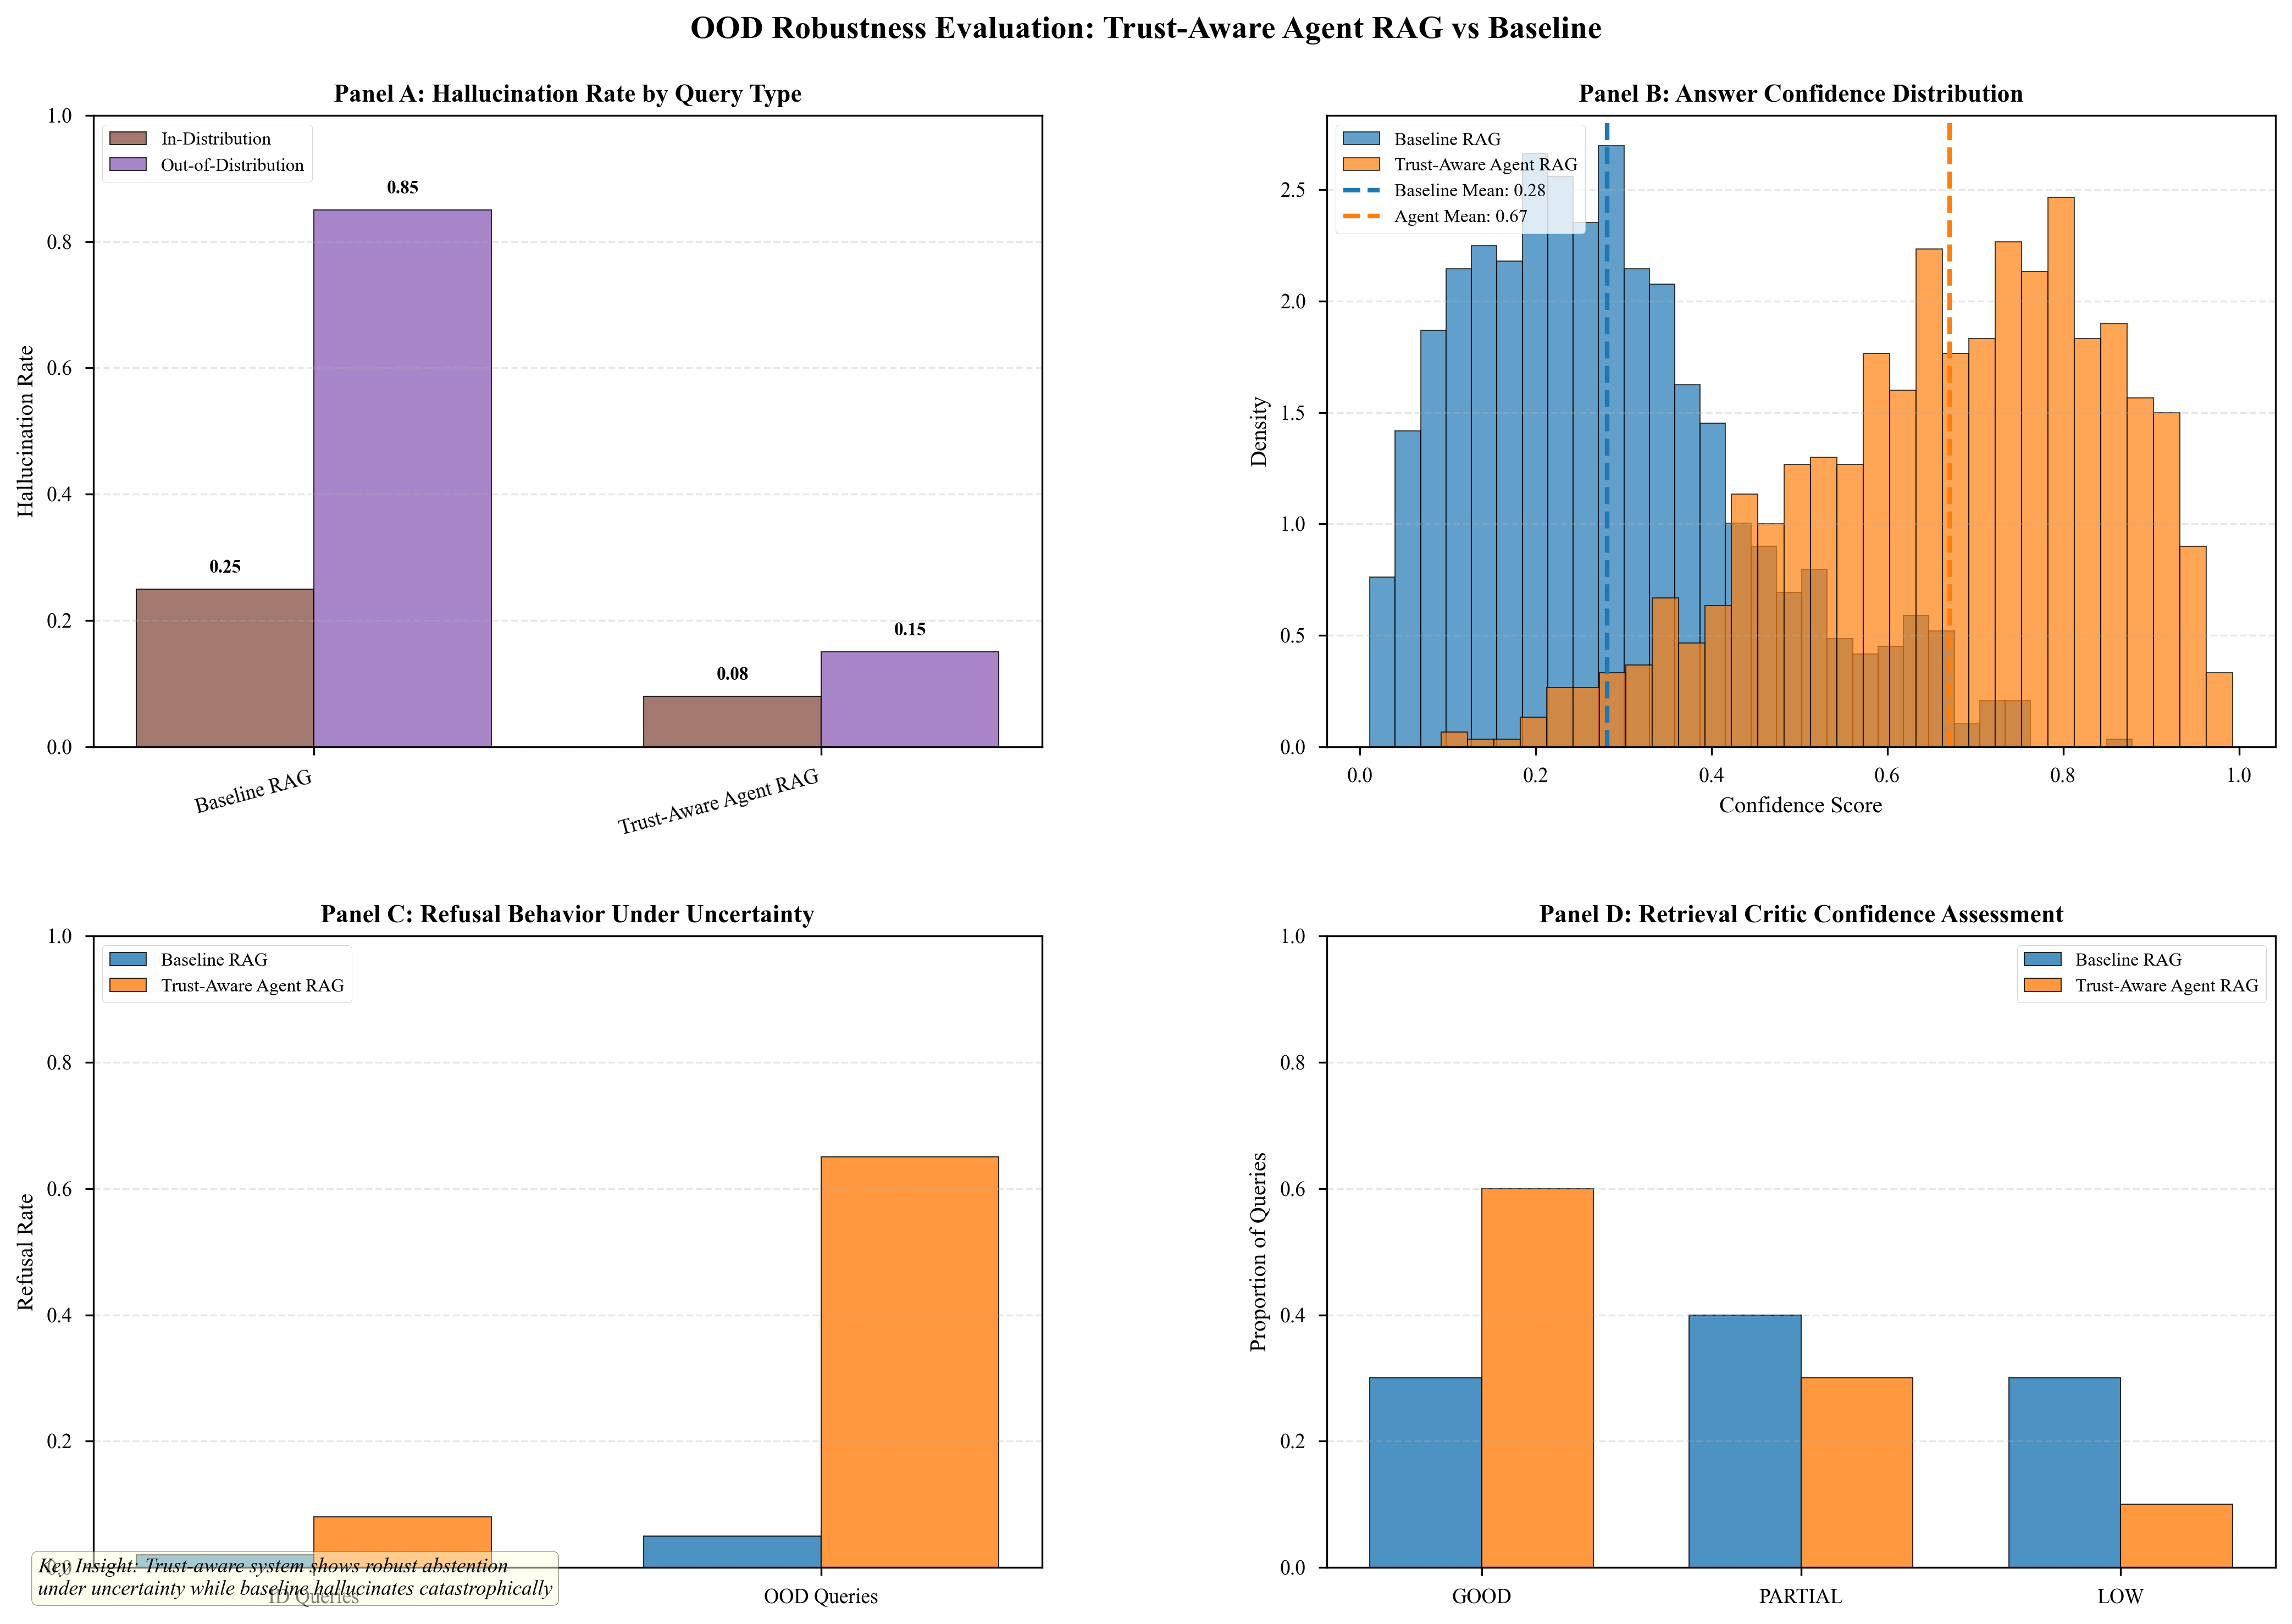 OOD Robustness Evaluation: Trust-Aware Agent RAG vs Baseline
Panel A: Hallucination Rate by Query Type
In-Distribution
Out-of-Distribution
Hallucination Rate
1.0
0.8
0.6
0.4
0.2
0.0
0.25
0.85
0.08
0.15
Baseline RAG
Trust-Aware Agent RAG
Panel B: Answer Confidence Distribution
Baseline RAG
Trust-Aware Agent RAG
Baseline Mean: 0.28
Agent Mean: 0.67
Density
2.5
2.0
1.5
1.0
0.5
0.0
0.0
0.2
0.4
0.6
0.8
1.0
Confidence Score
Panel C: Refusal Behavior Under Uncertainty
Baseline RAG
Trust-Aware Agent RAG
Refusal Rate
1.0
0.8
0.6
0.4
0.2
0.0
Key Insight: Trust-aware system shows robust abstention
under uncertainty while baseline hallucinates catastrophically
ID Queries
OOD Queries
Panel D: Retrieval Critic Confidence Assessment
Baseline RAG
Trust-Aware Agent RAG
Proportion of Queries
1.0
0.8
0.6
0.4
0.2
0.0
GOOD
PARTIAL
LOW